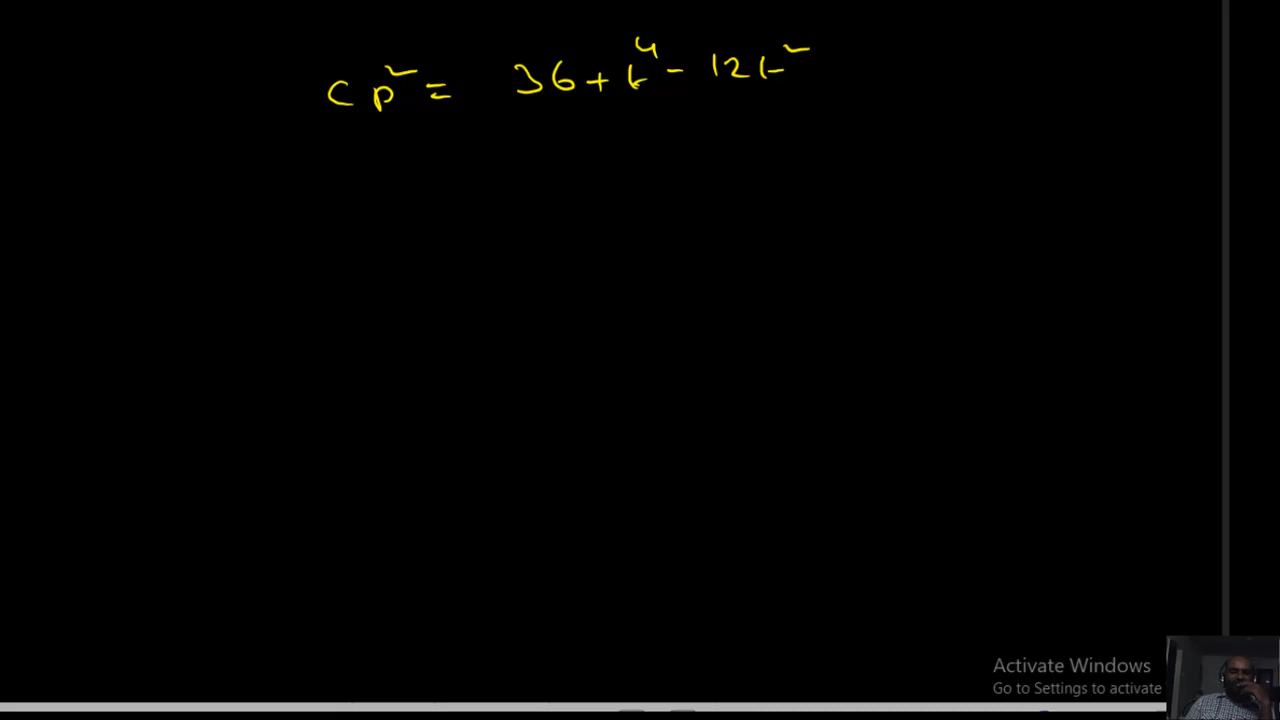 Cp² = 36 + t⁴ - 12t²
Activate Windows
Go to Settings to activate